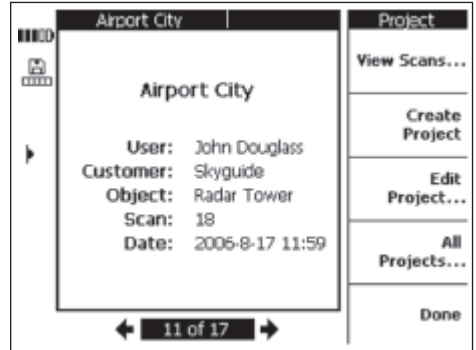 Airport City
Airport City
User: John Douglass
Customer: Skyguide
Object: Radar Tower
Scan: 18
Date: 2006-8-17 11:59
11 of 17
Project
View Scans...
Create
Project
Edit
Project...
All
Projects...
Done